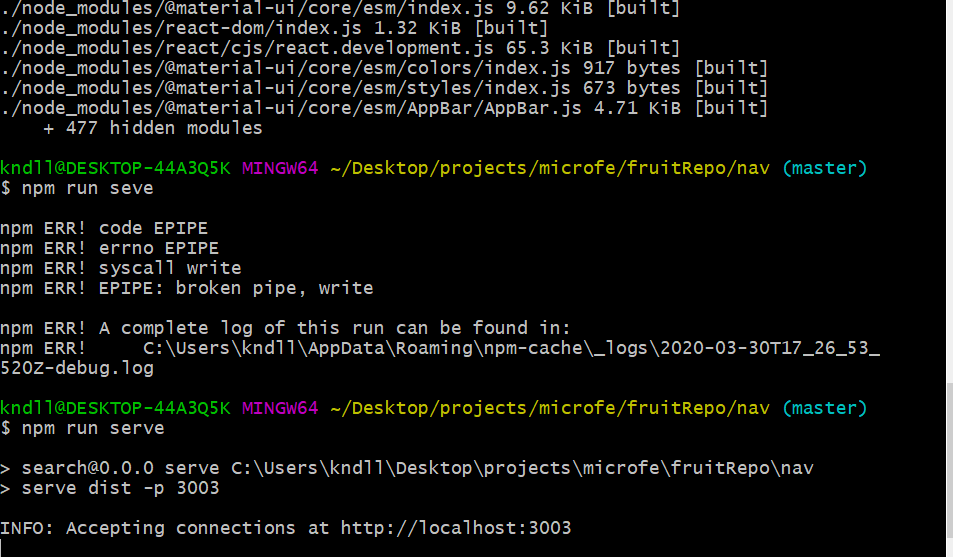 ./node_modules/@material-ui/core/esm/index.js 9.62 KiB [built]
./node_modules/react-dom/index.js 1.32 KiB [built]
./node_modules/react/cjs/react.development.js 65.3 KiB [built]
./node_modules/@material-ui/core/esm/colors/index.js 917 bytes [built]
./node_modules/@material-ui/core/esm/styles/index.js 673 bytes [built]
./node_modules/@material-ui/core/esm/AppBar/AppBar.js 4.71 KiB [built]
    + 477 hidden modules
kndll@DESKTOP-44A3Q5K MINGW64 ~/Desktop/projects/microfe/fruitRepo/nav (master)
$ npm run seve
npm ERR! code EPIPE
npm ERR! errno EPIPE
npm ERR! syscall write
npm ERR! EPIPE: broken pipe, write
npm ERR! A complete log of this run can be found in:
npm ERR!     C:\Users\kndll\AppData\Roaming\npm-cache\_logs\2020-03-30T17_26_53_
520Z-debug.log
kndll@DESKTOP-44A3Q5K MINGW64 ~/Desktop/projects/microfe/fruitRepo/nav (master)
$ npm run serve
> search@0.0.0 serve C:\Users\kndll\Desktop\projects\microfe\fruitRepo\nav
> serve dist -p 3003
INFO: Accepting connections at http://localhost:3003